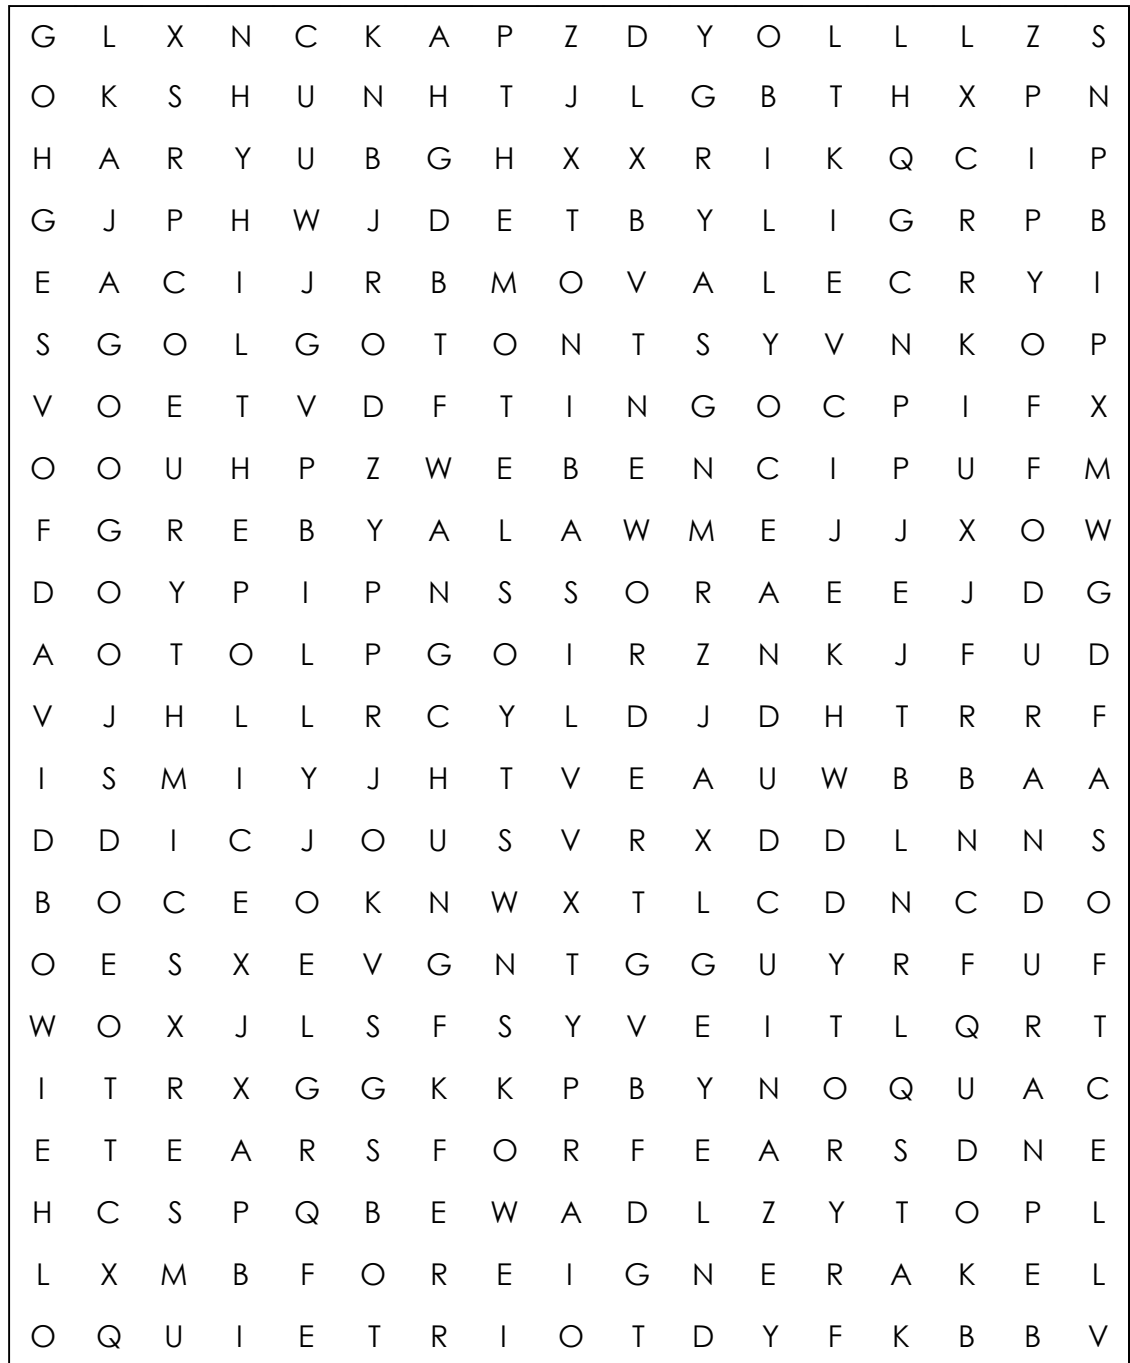 G L X N C K A P Z D Y O L L L Z S
O K S H U N H T J L G B T H X P N
H A R Y U B G H X X R I K Q C I P
G J P H W J D E T B Y L I G R P B
E A C I J R B M O V A L E C R Y I
S G O L G O T O N T S Y V N K O P
V O E T V D F T I N G O C P I F X
O O U H P Z W E B E N C I P U F M
F G R E B Y A L A W M E J J X O W
D O Y P I P N S S O R A E E J D G
A O T O L P G O I R Z N K J F U D
V J H L L R C Y L D J D H T R R F
I S M I Y J H T V E A U W B B A A
D D I C J O U S V R X D D L N N S
B O C E O K N W X T L C D N C D O
O E S X E V G N T G G U Y R F U F
W O X J L S F S Y V E I T L Q R T
I T R X G G K K P B Y N O Q U A C
E T E A R S F O R F E A R S D N E
H C S P Q B E W A D L Z Y T O P L
L X M B F O R E I G N E R A K E L
O Q U I E T R I O T D Y F K B B V